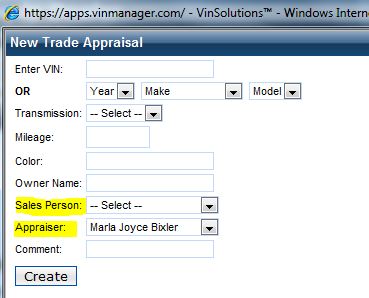 https://apps.vinmanager.com/ - VinSolutions™ - Windows Intern
New Trade Appraisal
Enter VIN:
OR Year Make Model
Transmission: -- Select --
Mileage:
Color:
Owner Name:
Sales Person: -- Select --
Appraiser: Marla Joyce Bixler
Comment:
Create